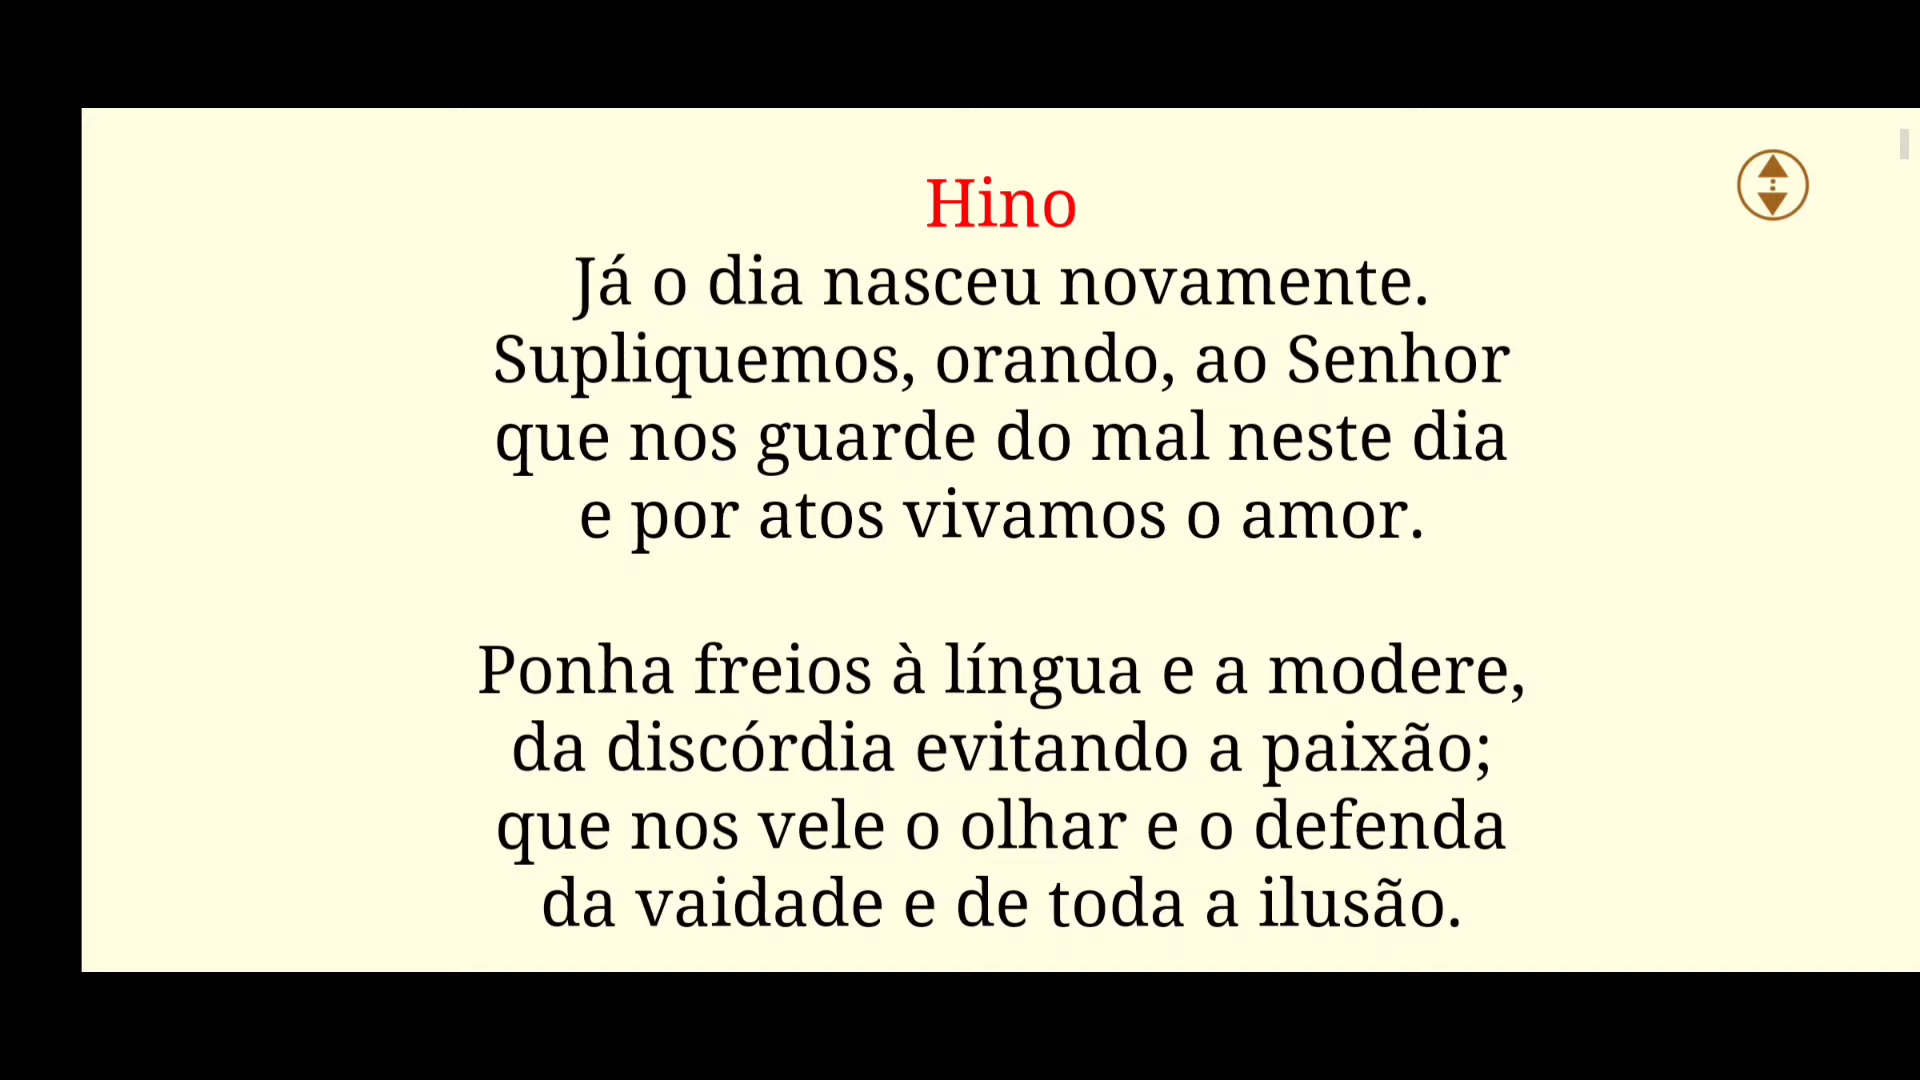 Hino
Já o dia nasceu novamente.
Supliquemos, orando, ao Senhor
que nos guarde do mal neste dia
e por atos vivamos o amor.
Ponha freios à língua e a modere,
da discórdia evitando a paixão;
que nos vele o olhar e o defenda
da vaidade e de toda a ilusão.